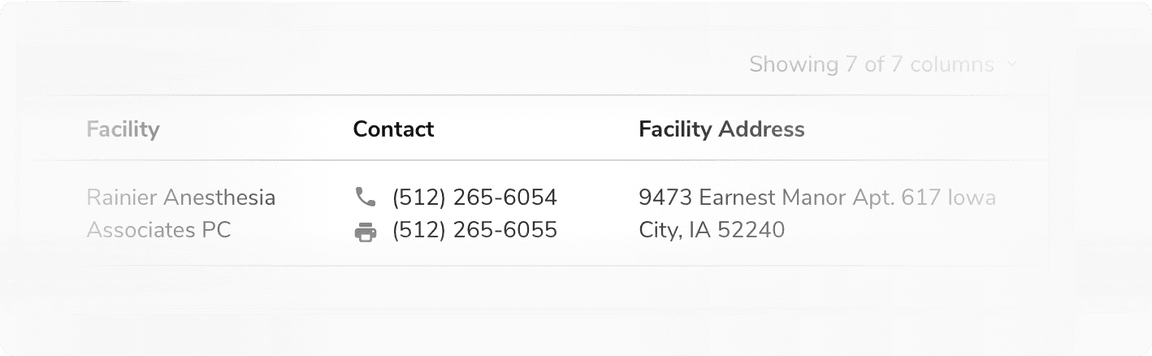 Showing 7 of 7 columns
Facility Contact Facility Address
Rainier Anesthesia (512) 265-6054 9473 Earnest Manor Apt. 617 Iowa
Associates PC (512) 265-6055 City, IA 52240